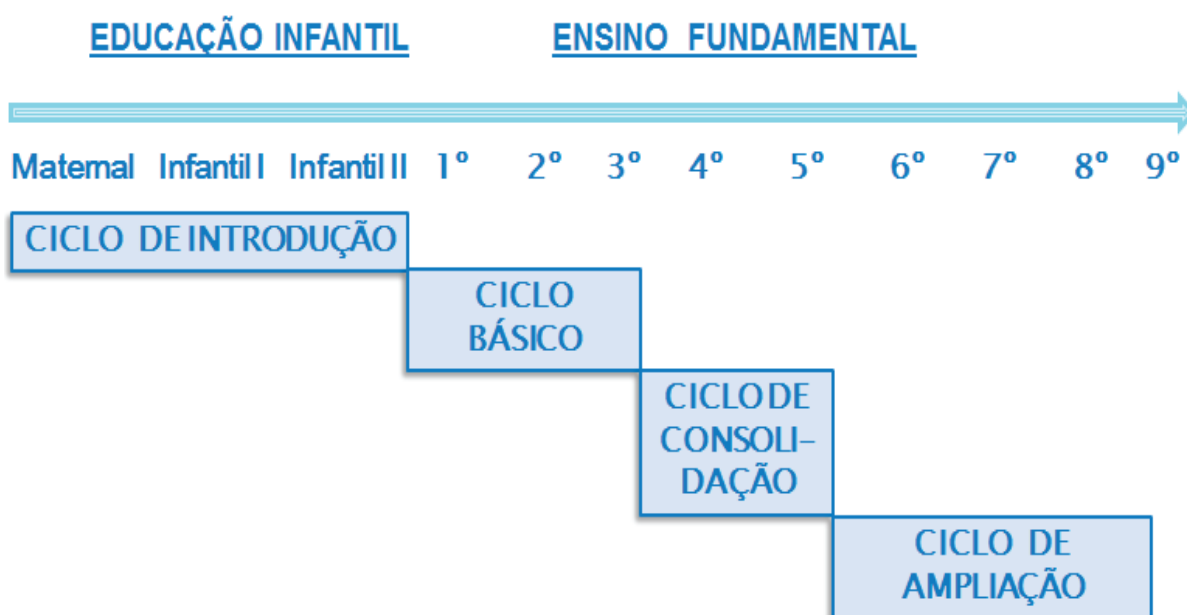 EDUCAÇÃO INFANTIL ENSINO FUNDAMENTAL
Maternal Infantil I Infantil II 1º 2º 3º 4º 5º 6º 7º 8º 9º
CICLO DE INTRODUÇÃO
CICLO
BÁSICO
CICLO DE
CONSOLI-
DAÇÃO
CICLO DE
AMPLIAÇÃO